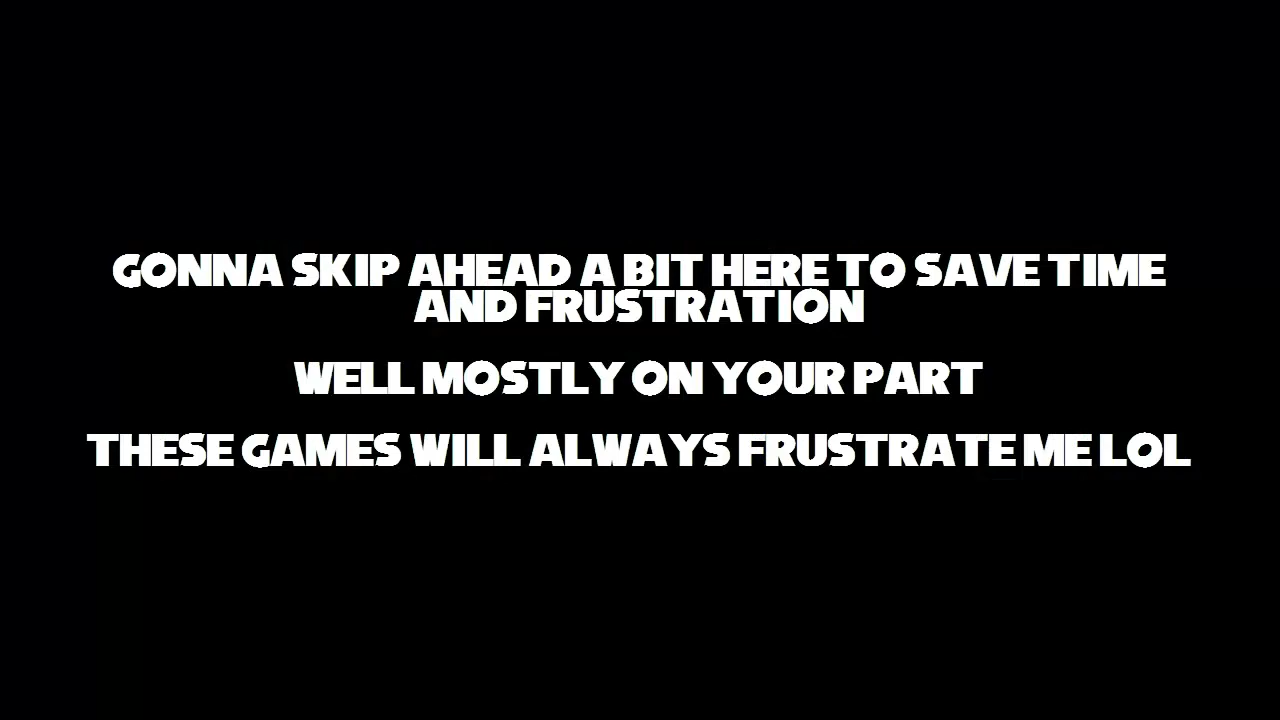 GONNA SKIP AHEAD A BIT HERE TO SAVE TIME
AND FRUSTRATION
WELL MOSTLY ON YOUR PART
THESE GAMES WILL ALWAYS FRUSTRATE ME LOL